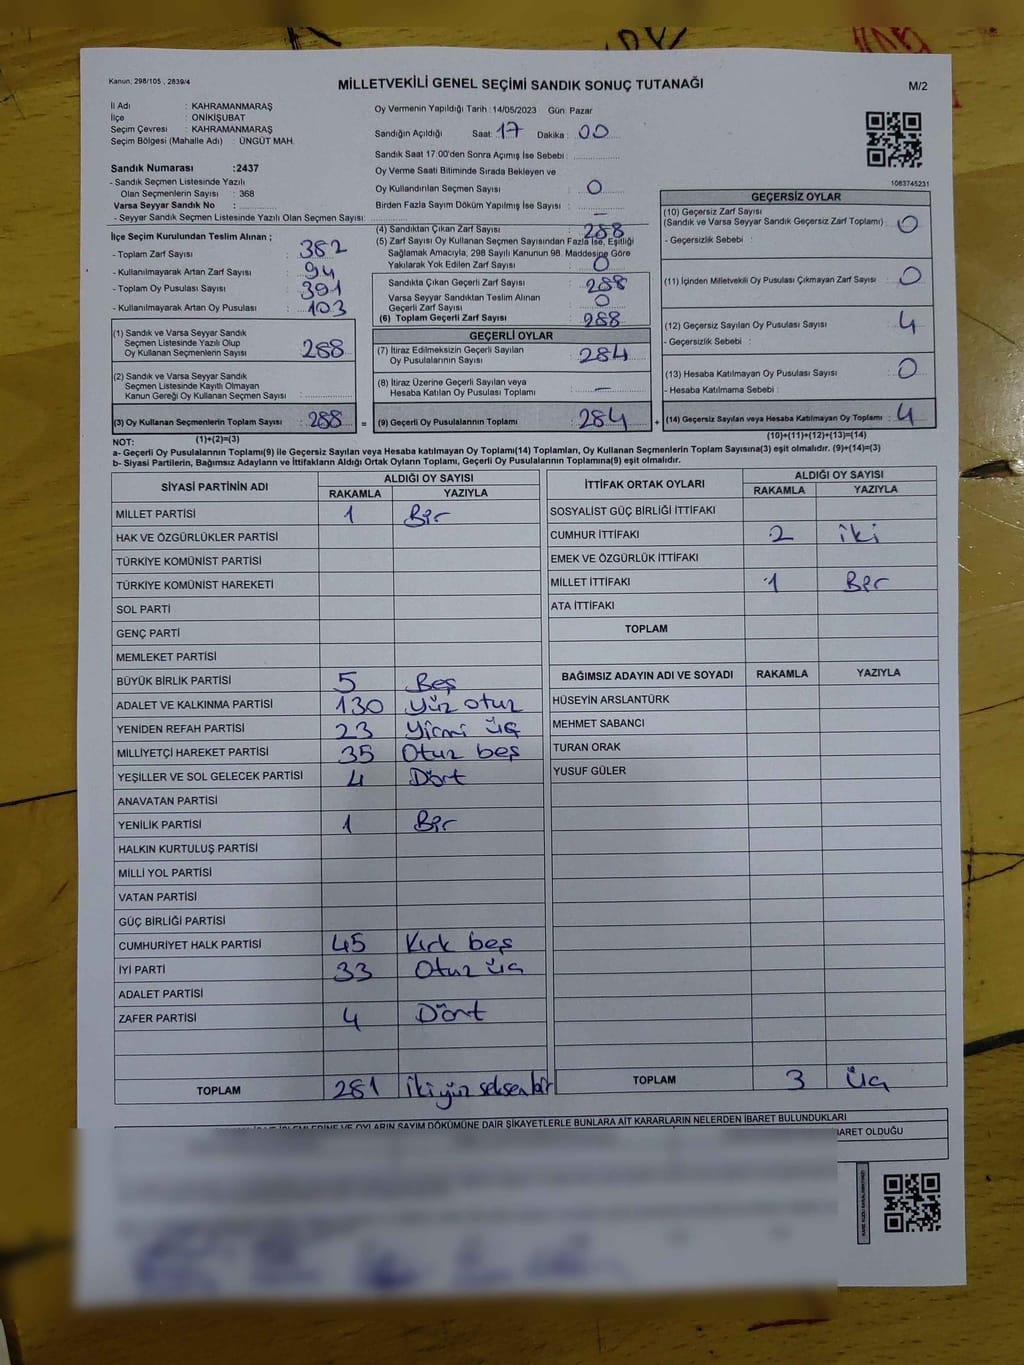 Kanun: 298/105 , 2839/4
MİLLETVEKİLİ GENEL SEÇİMİ SANDIK SONUÇ TUTANAĞI
M/2
İl Adı : KAHRAMANMARAŞ
İlçe : ONİKİŞUBAT
Seçim Çevresi : KAHRAMANMARAŞ
Seçim Bölgesi (Mahalle Adı) : ÜNGÜT MAH.
Sandık Numarası :2437
- Sandık Seçmen Listesinde Yazılı
Olan Seçmenlerin Sayısı : 368
Varsa Seyyar Sandık No :
- Seyyar Sandık Seçmen Listesinde Yazılı Olan Seçmen Sayısı:
Oy Vermenin Yapıldığı Tarih : 14/05/2023 Gün Pazar
Sandığın Açıldığı Saat: 17 Dakika : 00
Sandık Saat 17:00'den Sonra Açımış İse Sebebi :
Oy Verme Saati Bitiminde Sırada Bekleyen ve
Oy Kullandırılan Seçmen Sayısı : 0
Birden Fazla Sayım Döküm Yapılmış İse Sayısı : —
1083745231
İlçe Seçim Kurulundan Teslim Alınan ;
- Toplam Zarf Sayısı : 382
- Kullanılmayarak Artan Zarf Sayısı : 94
- Toplam Oy Pusulası Sayısı : 391
- Kullanılmayarak Artan Oy Pusulası : 103
(1) Sandık ve Varsa Seyyar Sandık
Seçmen Listesinde Yazılı Olup
Oy Kullanan Seçmenlerin Sayısı : 288
(2) Sandık ve Varsa Seyyar Sandık
Seçmen Listesinde Kayıtlı Olmayan
Kanun Gereği Oy Kullanan Seçmen Sayısı :
(3) Oy Kullanan Seçmenlerin Toplam Sayısı : 288 =
(1)+(2)=(3)
(4) Sandıktan Çıkan Zarf Sayısı : 288
(5) Zarf Sayısı Oy Kullanan Seçmen Sayısından Fazla İse, Eşitliği
Sağlamak Amacıyla, 298 Sayılı Kanunun 98. Maddesine Göre
Yakılarak Yok Edilen Zarf Sayısı : 0
Sandıkta Çıkan Geçerli Zarf Sayısı : 288
Varsa Seyyar Sandıktan Teslim Alınan
Geçerli Zarf Sayısı : 0
(6) Toplam Geçerli Zarf Sayısı : 288
GEÇERLİ OYLAR
(7) İtiraz Edilmeksizin Geçerli Sayılan
Oy Pusulalarının Sayısı : 284
(8) İtiraz Üzerine Geçerli Sayılan veya
Hesaba Katılan Oy Pusulası Toplamı : —
(9) Geçerli Oy Pusulalarının Toplamı : 284 +
GEÇERSİZ OYLAR
(10) Geçersiz Zarf Sayısı
(Sandık ve Varsa Seyyar Sandık Geçersiz Zarf Toplamı) : 0
- Geçersizlik Sebebi :
(11) İçinden Milletvekili Oy Pusulası Çıkmayan Zarf Sayısı : 0
(12) Geçersiz Sayılan Oy Pusulası Sayısı : 4
- Geçersizlik Sebebi :
(13) Hesaba Katılmayan Oy Pusulası Sayısı : 0
- Hesaba Katılmama Sebebi :
(14) Geçersiz Sayılan veya Hesaba Katılmayan Oy Toplamı : 4
(10)+(11)+(12)+(13)=(14)
NOT:
a- Geçerli Oy Pusulalarının Toplamı(9) ile Geçersiz Sayılan veya Hesaba katılmayan Oy Toplamı(14) Toplamları, Oy Kullanan Seçmenlerin Toplam Sayısına(3) eşit olmalıdır. (9)+(14)=(3)
b- Siyasi Partilerin, Bağımsız Adayların ve İttifakların Aldığı Ortak Oyların Toplamı, Geçerli Oy Pusulalarının Toplamına(9) eşit olmalıdır.
SİYASİ PARTİNİN ADI ALDIĞI OY SAYISI
RAKAMLA YAZIYLA
MİLLET PARTİSİ 1 Bir
HAK VE ÖZGÜRLÜKLER PARTİSİ
TÜRKİYE KOMÜNİST PARTİSİ
TÜRKİYE KOMÜNİST HAREKETİ
SOL PARTİ
GENÇ PARTİ
MEMLEKET PARTİSİ
BÜYÜK BİRLİK PARTİSİ 5 Beş
ADALET VE KALKINMA PARTİSİ 130 Yüz otuz
YENİDEN REFAH PARTİSİ 23 Yirmi üç
MİLLİYETÇİ HAREKET PARTİSİ 35 Otuz beş
YEŞİLLER VE SOL GELECEK PARTİSİ 4 Dört
ANAVATAN PARTİSİ
YENİLİK PARTİSİ 1 Bir
HALKIN KURTULUŞ PARTİSİ
MİLLİ YOL PARTİSİ
VATAN PARTİSİ
GÜÇ BİRLİĞİ PARTİSİ
CUMHURİYET HALK PARTİSİ 45 Kırk beş
İYİ PARTİ 33 Otuz üç
ADALET PARTİSİ
ZAFER PARTİSİ 4 Dört
TOPLAM 281 İki yüz seksen bir
İTTİFAK ORTAK OYLARI ALDIĞI OY SAYISI
RAKAMLA YAZIYLA
SOSYALİST GÜÇ BİRLİĞİ İTTİFAKI
CUMHUR İTTİFAKI 2 iki
EMEK VE ÖZGÜRLÜK İTTİFAKI
MİLLET İTTİFAKI 1 Bir
ATA İTTİFAKI
TOPLAM
BAĞIMSIZ ADAYIN ADI VE SOYADI RAKAMLA YAZIYLA
HÜSEYİN ARSLANTÜRK
MEHMET SABANCI
TURAN ORAK
YUSUF GÜLER
TOPLAM 3 üç
İŞLEMLERİNE VE OYLARIN SAYIM DÖKÜMÜNE DAİR ŞİKAYETLERLE BUNLARA AİT KARARLARIN NELERDEN İBARET BULUNDUKLARI
İBARET OLDUĞU